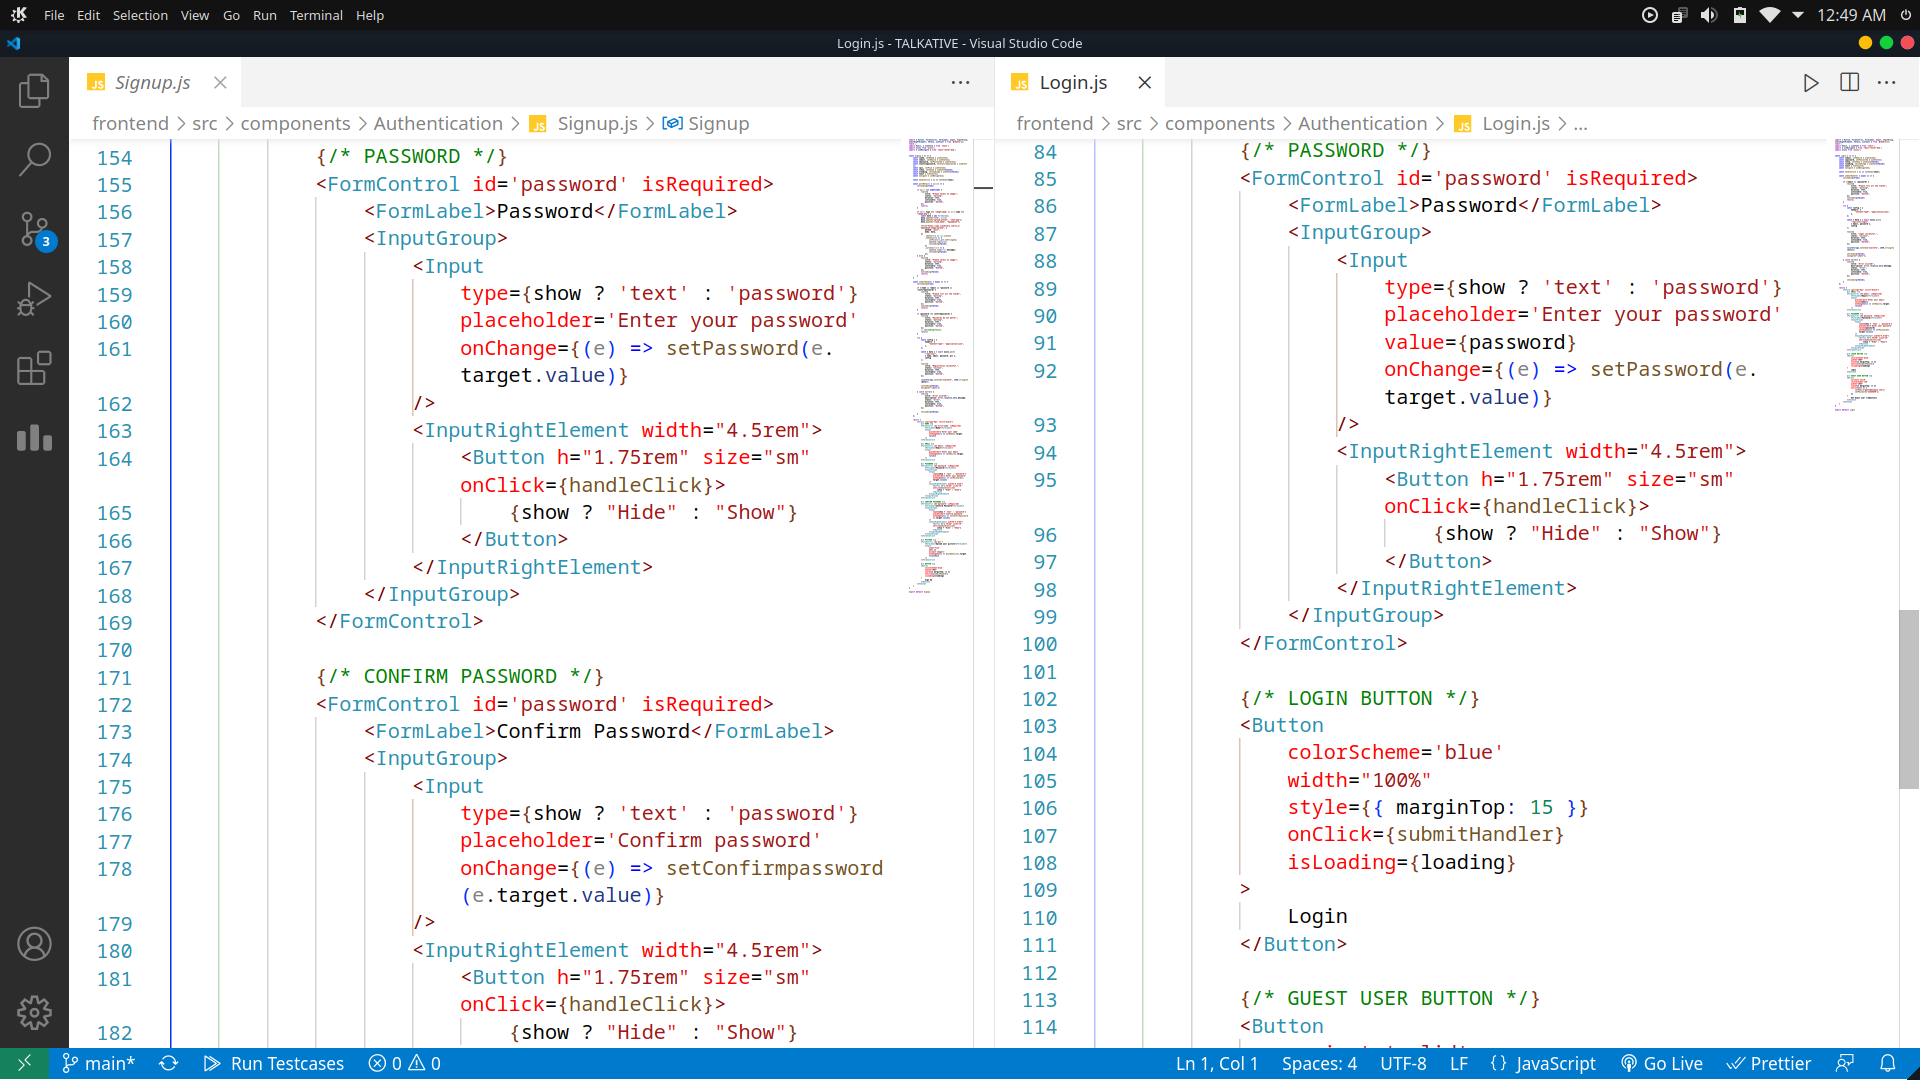 File Edit Selection View Go Run Terminal Help
12:49 AM
Login.js - TALKATIVE - Visual Studio Code
JS Signup.js
frontend > src > components > Authentication > JS Signup.js > Signup
154 {/* PASSWORD */}
155 <FormControl id='password' isRequired>
156 <FormLabel>Password</FormLabel>
157 <InputGroup>
158 <Input
159 type={show ? 'text' : 'password'}
160 placeholder='Enter your password'
161 onChange={(e) => setPassword(e.
target.value)}
162 />
163 <InputRightElement width="4.5rem">
164 <Button h="1.75rem" size="sm"
onClick={handleClick}>
165 {show ? "Hide" : "Show"}
166 </Button>
167 </InputRightElement>
168 </InputGroup>
169 </FormControl>
170
171 {/* CONFIRM PASSWORD */}
172 <FormControl id='password' isRequired>
173 <FormLabel>Confirm Password</FormLabel>
174 <InputGroup>
175 <Input
176 type={show ? 'text' : 'password'}
177 placeholder='Confirm password'
178 onChange={(e) => setConfirmpassword
(e.target.value)}
179 />
180 <InputRightElement width="4.5rem">
181 <Button h="1.75rem" size="sm"
onClick={handleClick}>
182 {show ? "Hide" : "Show"}
JS Login.js
frontend > src > components > Authentication > JS Login.js > ...
84 {/* PASSWORD */}
85 <FormControl id='password' isRequired>
86 <FormLabel>Password</FormLabel>
87 <InputGroup>
88 <Input
89 type={show ? 'text' : 'password'}
90 placeholder='Enter your password'
91 value={password}
92 onChange={(e) => setPassword(e.
target.value)}
93 />
94 <InputRightElement width="4.5rem">
95 <Button h="1.75rem" size="sm"
onClick={handleClick}>
96 {show ? "Hide" : "Show"}
97 </Button>
98 </InputRightElement>
99 </InputGroup>
100 </FormControl>
101
102 {/* LOGIN BUTTON */}
103 <Button
104 colorScheme='blue'
105 width="100%"
106 style={{ marginTop: 15 }}
107 onClick={submitHandler}
108 isLoading={loading}
109 >
110 Login
111 </Button>
112
113 {/* GUEST USER BUTTON */}
114 <Button
3
main* Run Testcases 0 0 Ln 1, Col 1 Spaces: 4 UTF-8 LF {} JavaScript Go Live Prettier